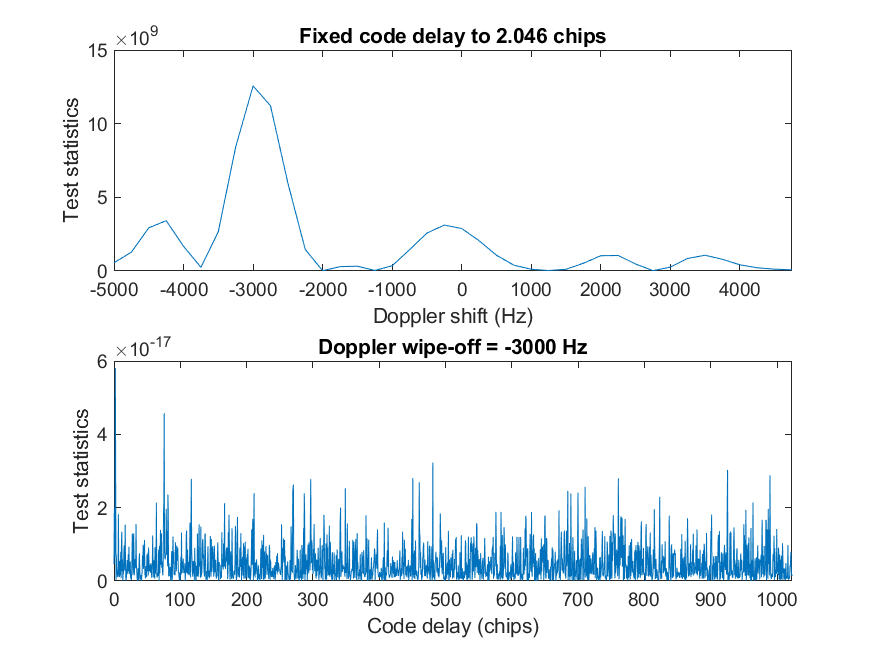 Fixed code delay to 2.046 chips
×10^9
15
10
5
0
Test statistics
-5000 -4000 -3000 -2000 -1000 0 1000 2000 3000 4000
Doppler shift (Hz)
Doppler wipe-off = -3000 Hz
×10^-17
6
4
2
0
Test statistics
0 100 200 300 400 500 600 700 800 900 1000
Code delay (chips)